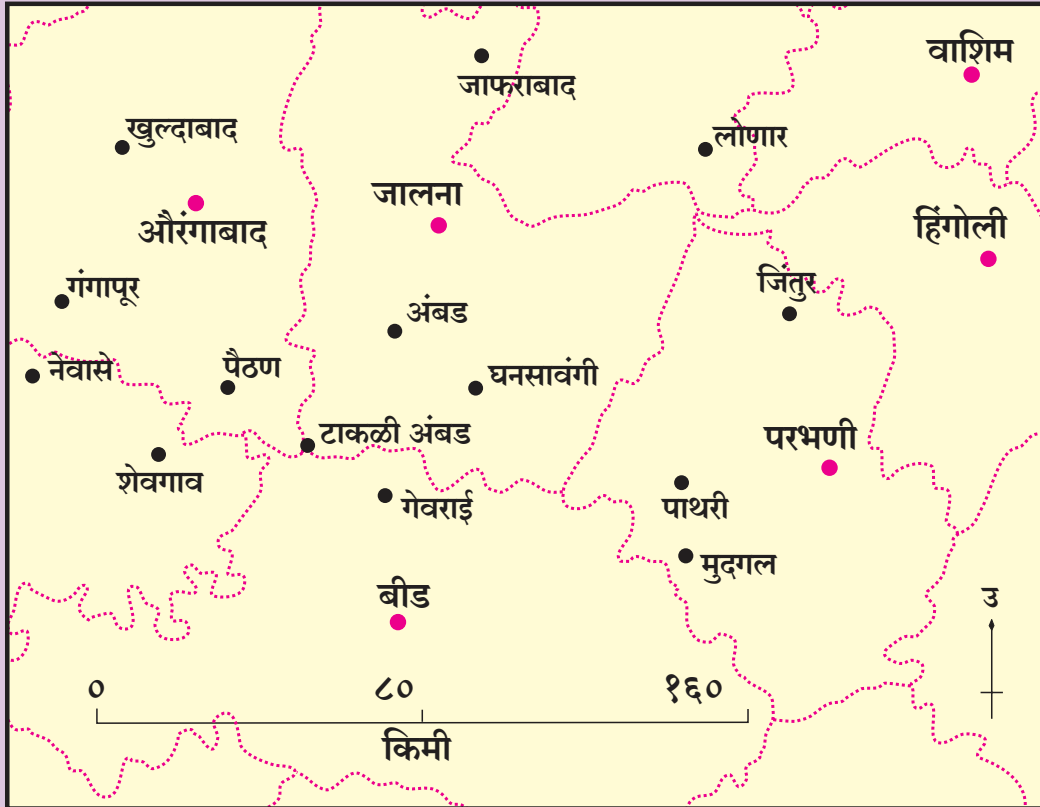 वाशिम
जाफराबाद
खुल्दाबाद
लोणार
जालना
औरंगाबाद
हिंगोली
गंगापूर
जिंतुर
अंबड
नेवासे
पैठण
घनसावंगी
टाकळी अंबड
परभणी
शेवगाव
गेवराई
पाथरी
मुदगल
बीड
उ
० ८० १६०
किमी